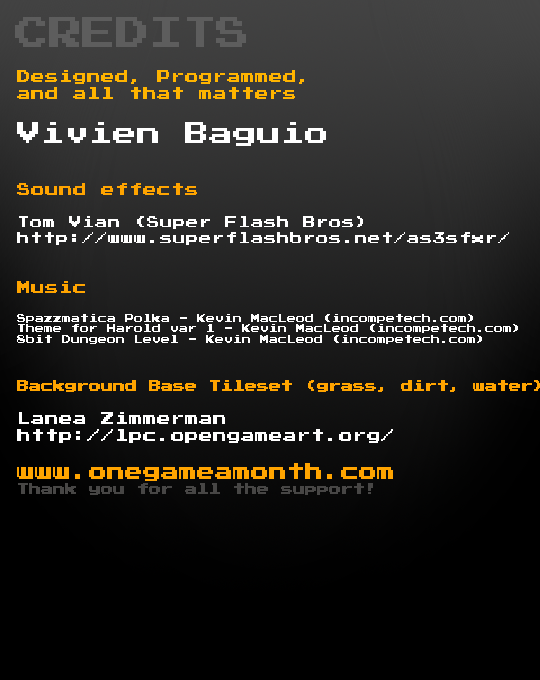 CREDITS
Designed, Programmed,
and all that matters
Vivien Baguio
Sound effects
Tom Vian (Super Flash Bros)
http://www.superflashbros.net/as3sfxr/
Music
Spazzmatica Polka - Kevin MacLeod (incompetech.com)
Theme for Harold var 1 - Kevin MacLeod (incompetech.com)
8bit Dungeon Level - Kevin MacLeod (incompetech.com)
Background Base Tileset (grass, dirt, water)
Lanea Zimmerman
http://lpc.opengameart.org/
www.onegameamonth.com
Thank you for all the support!